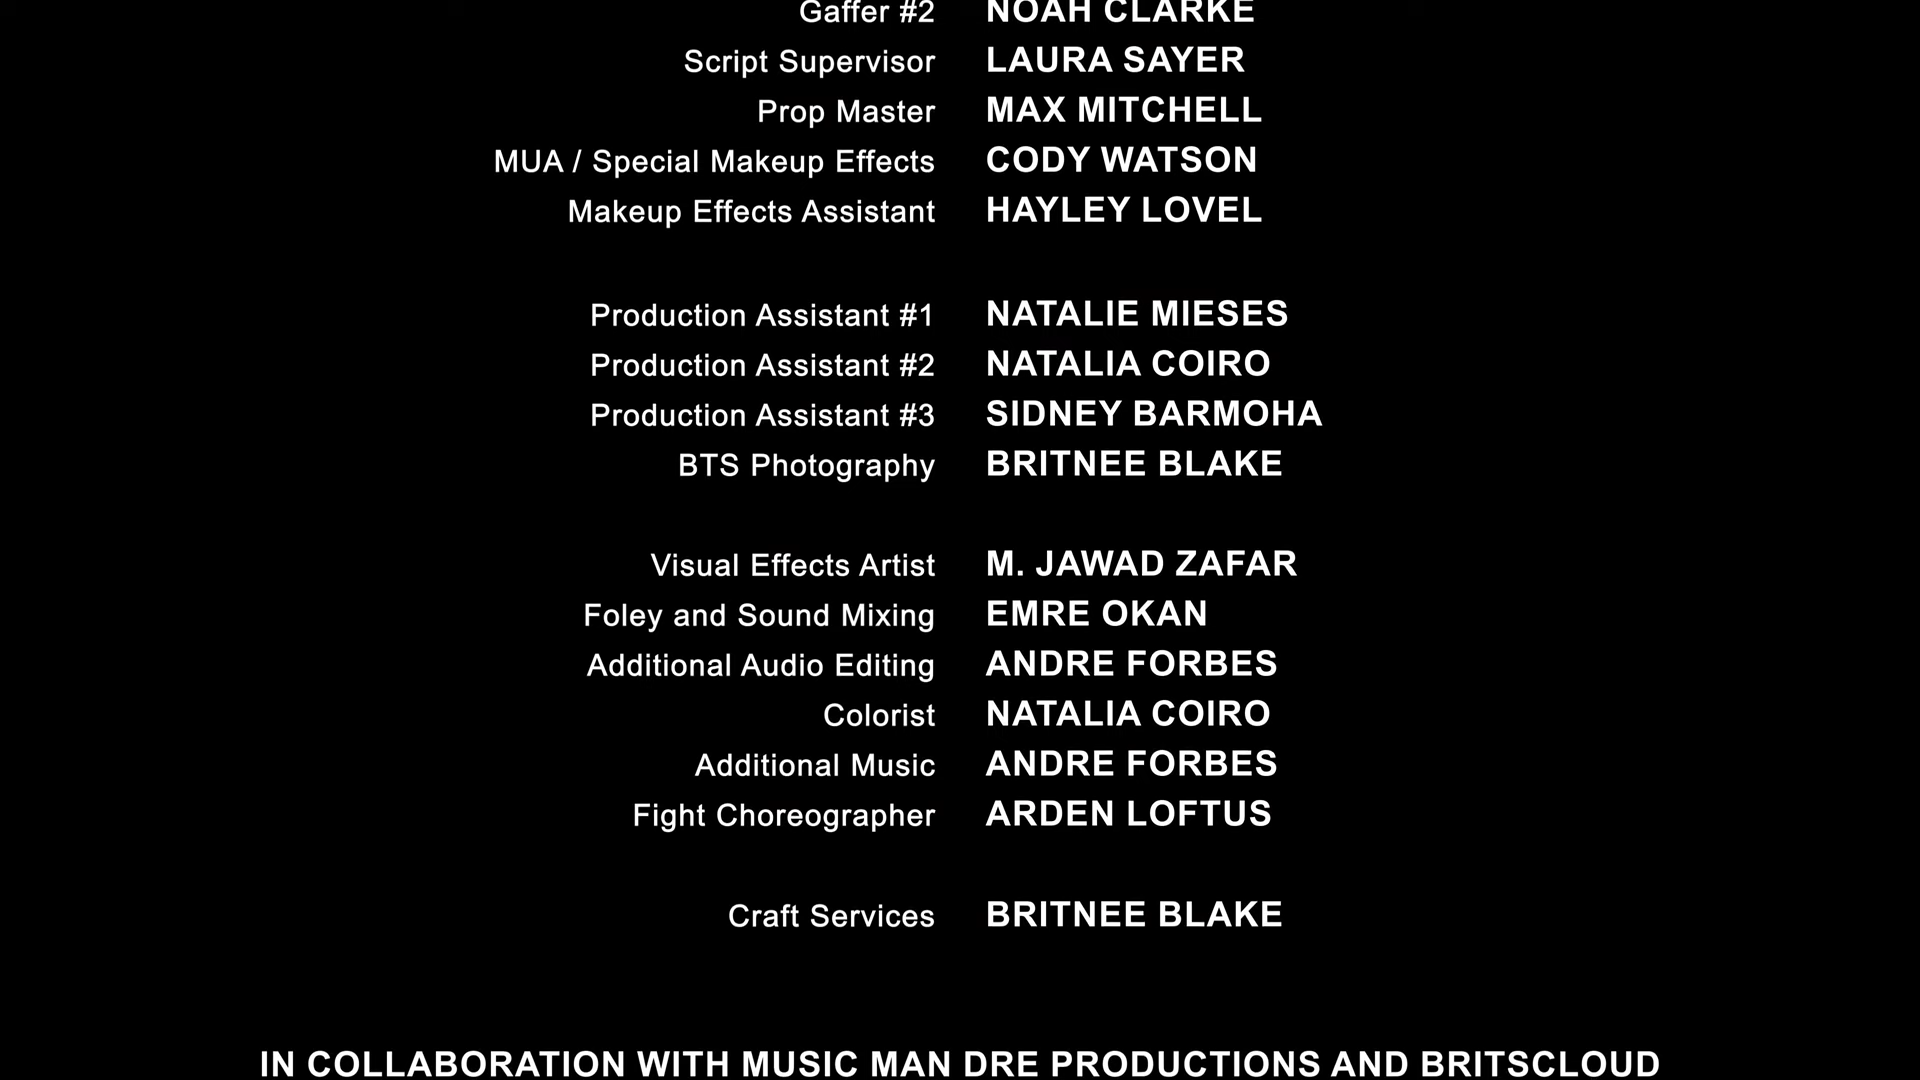 Gaffer #2 NOAH CLARKE
Script Supervisor LAURA SAYER
Prop Master MAX MITCHELL
MUA / Special Makeup Effects CODY WATSON
Makeup Effects Assistant HAYLEY LOVEL
Production Assistant #1 NATALIE MIESES
Production Assistant #2 NATALIA COIRO
Production Assistant #3 SIDNEY BARMOHA
BTS Photography BRITNEE BLAKE
Visual Effects Artist M. JAWAD ZAFAR
Foley and Sound Mixing EMRE OKAN
Additional Audio Editing ANDRE FORBES
Colorist NATALIA COIRO
Additional Music ANDRE FORBES
Fight Choreographer ARDEN LOFTUS
Craft Services BRITNEE BLAKE
IN COLLABORATION WITH MUSIC MAN DRE PRODUCTIONS AND BRITSCLOUD